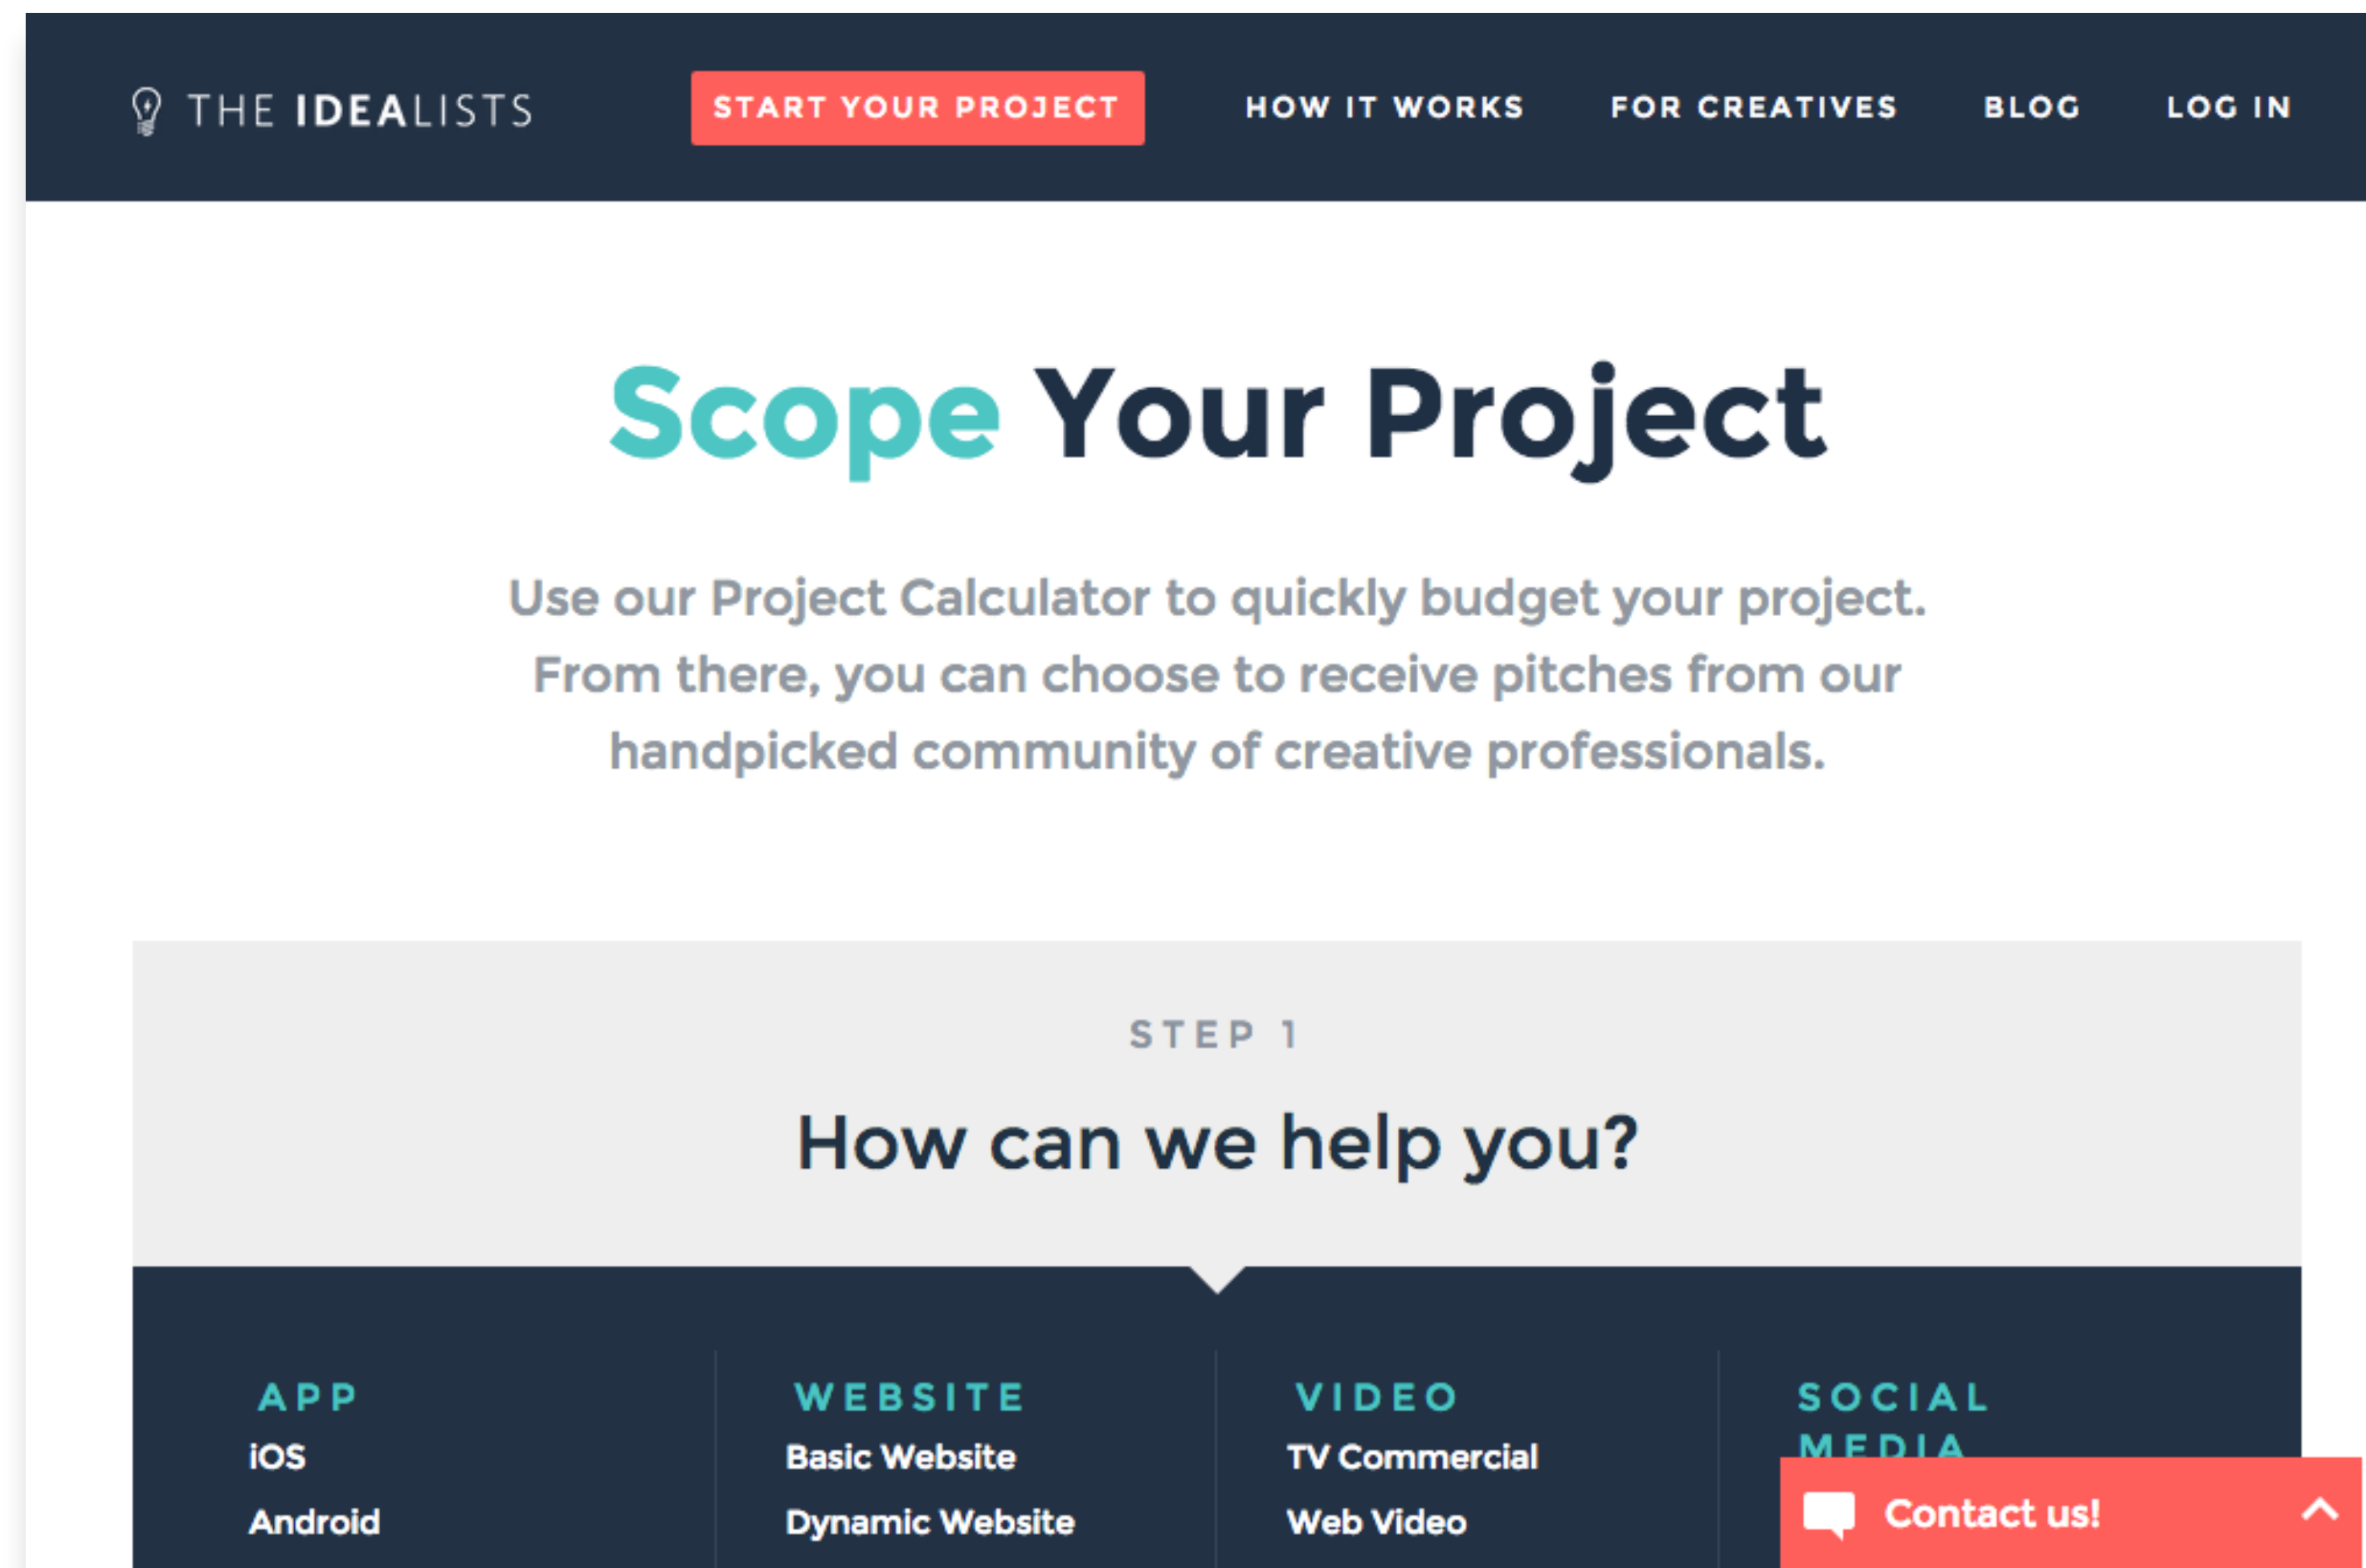 THE IDEALISTS
START YOUR PROJECT
HOW IT WORKS
FOR CREATIVES
BLOG
LOG IN
Scope Your Project
Use our Project Calculator to quickly budget your project.
From there, you can choose to receive pitches from our
handpicked community of creative professionals.
STEP 1
How can we help you?
APP
iOS
Android
WEBSITE
Basic Website
Dynamic Website
VIDEO
TV Commercial
Web Video
SOCIAL
MEDIA
Contact us!